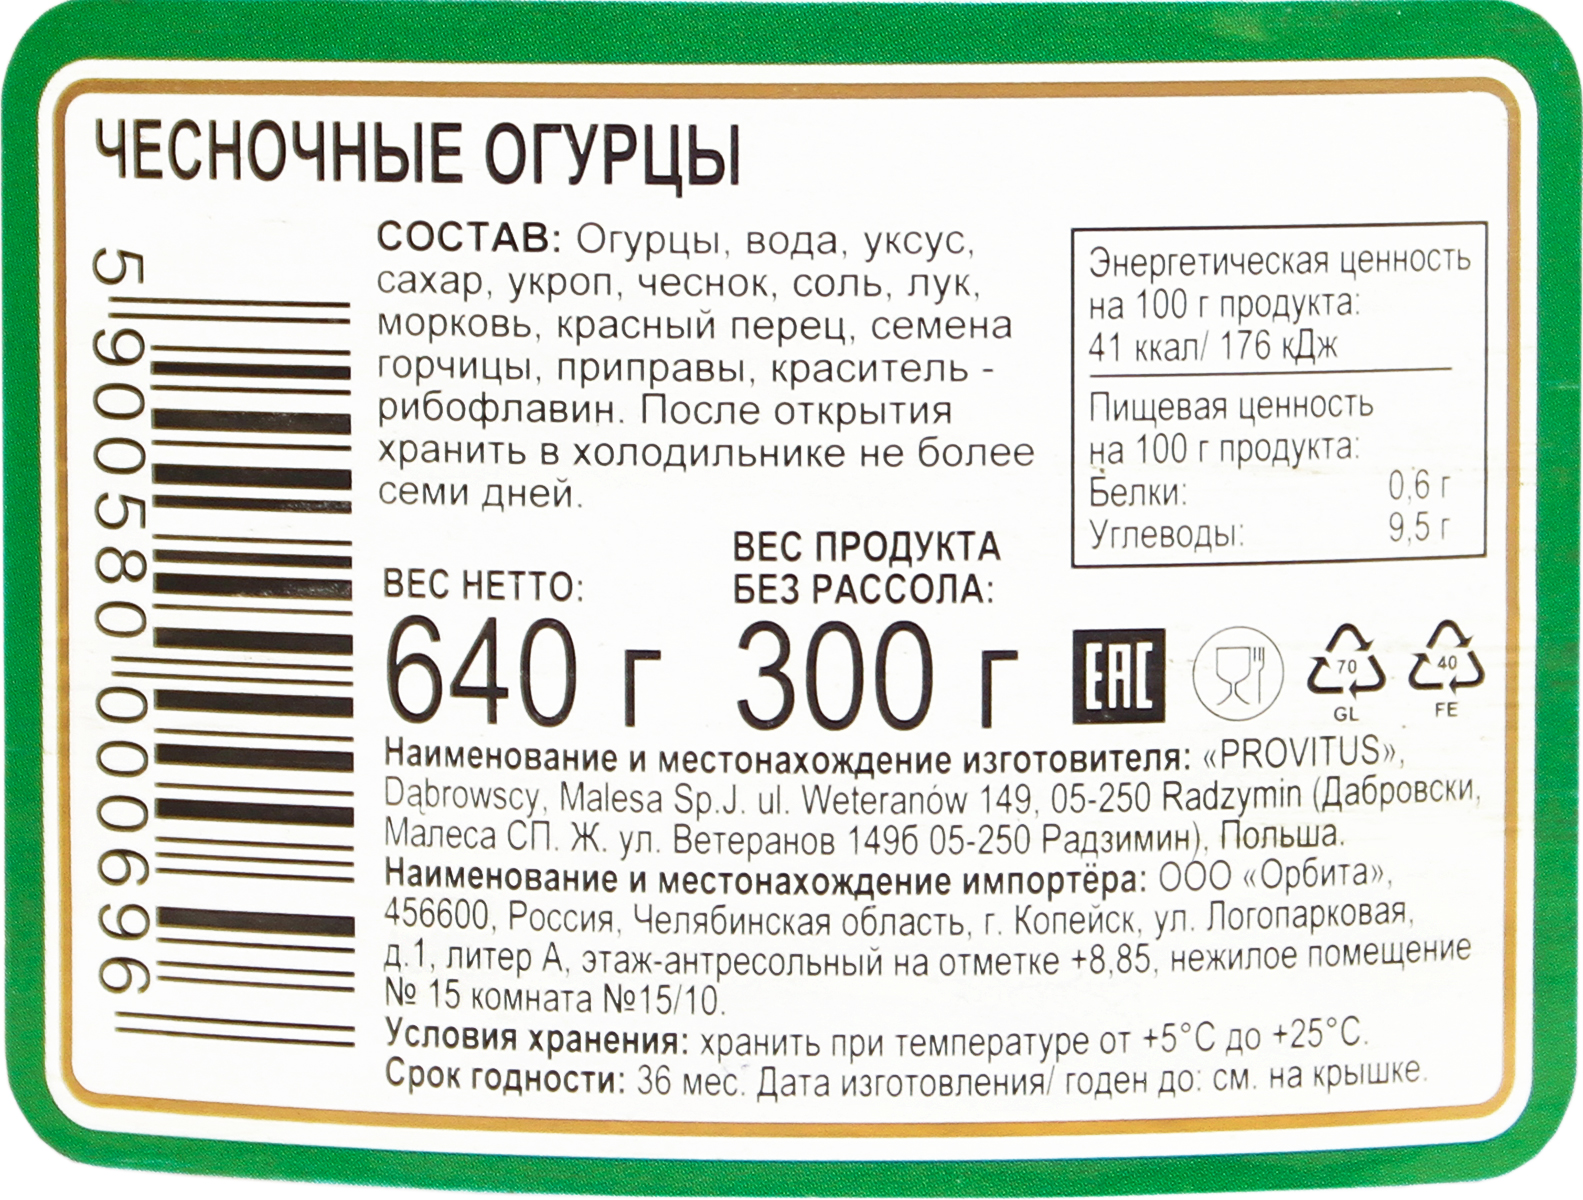 ЧЕСНОЧНЫЕ ОГУРЦЫ
5 900580 000696
СОСТАВ: Огурцы, вода, уксус,
сахар, укроп, чеснок, соль, лук,
морковь, красный перец, семена
горчицы, приправы, краситель -
рибофлавин. После открытия
хранить в холодильнике не более
семи дней.
Энергетическая ценность
на 100 г продукта:
41 ккал/ 176 кДж
Пищевая ценность
на 100 г продукта:
Белки: 0,6 г
Углеводы: 9,5 г
ВЕС НЕТТО:
640 г
ВЕС ПРОДУКТА
БЕЗ РАССОЛА:
300 г
EAC
70
GL
40
FE
Наименование и местонахождение изготовителя: «PROVITUS»,
Dąbrowscy, Malesa Sp.J. ul. Weteranów 149, 05-250 Radzymin (Дабровски,
Малеса СП. Ж. ул. Ветеранов 149б 05-250 Радзимин), Польша.
Наименование и местонахождение импортёра: ООО «Орбита»,
456600, Россия, Челябинская область, г. Копейск, ул. Логопарковая,
д.1, литер А, этаж-антресольный на отметке +8,85, нежилое помещение
№ 15 комната №15/10.
Условия хранения: хранить при температуре от +5°С до +25°С.
Срок годности: 36 мес. Дата изготовления/ годен до: см. на крышке.